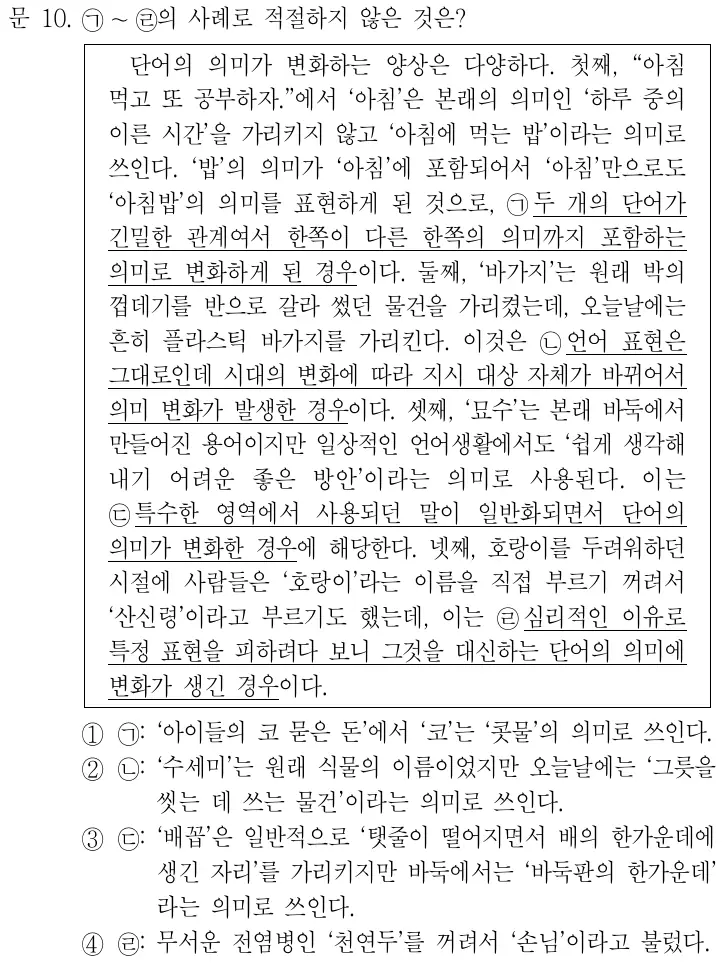 문 10. ㉠～㉣의 사례로 적절하지 않은 것은?
단어의 의미가 변화하는 양상은 다양하다. 첫째, “아침
먹고 또 공부하자.”에서 ‘아침’은 본래의 의미인 ‘하루 중의
이른 시간’을 가리키지 않고 ‘아침에 먹는 밥’이라는 의미로
쓰인다. ‘밥’의 의미가 ‘아침’에 포함되어서 ‘아침’만으로도
‘아침밥’의 의미를 표현하게 된 것으로, ㉠두 개의 단어가
긴밀한 관계여서 한쪽이 다른 한쪽의 의미까지 포함하는
의미로 변화하게 된 경우이다. 둘째, ‘바가지’는 원래 박의
껍데기를 반으로 갈라 썼던 물건을 가리켰는데, 오늘날에는
흔히 플라스틱 바가지를 가리킨다. 이것은 ㉡언어 표현은
그대로인데 시대의 변화에 따라 지시 대상 자체가 바뀌어서
의미 변화가 발생한 경우이다. 셋째, ‘묘수’는 본래 바둑에서
만들어진 용어이지만 일상적인 언어생활에서도 ‘쉽게 생각해
내기 어려운 좋은 방안’이라는 의미로 사용된다. 이는
㉢특수한 영역에서 사용되던 말이 일반화되면서 단어의
의미가 변화한 경우에 해당한다. 넷째, 호랑이를 두려워하던
시절에 사람들은 ‘호랑이’라는 이름을 직접 부르기 꺼려서
‘산신령’이라고 부르기도 했는데, 이는 ㉣심리적인 이유로
특정 표현을 피하려다 보니 그것을 대신하는 단어의 의미에
변화가 생긴 경우이다.
① ㉠: ‘아이들의 코 묻은 돈’에서 ‘코’는 ‘콧물’의 의미로 쓰인다.
② ㉡: ‘수세미’는 원래 식물의 이름이었지만 오늘날에는 ‘그릇을
씻는 데 쓰는 물건’이라는 의미로 쓰인다.
③ ㉢: ‘배꼽’은 일반적으로 ‘탯줄이 떨어지면서 배의 한가운데에
생긴 자리’를 가리키지만 바둑에서는 ‘바둑판의 한가운데’
라는 의미로 쓰인다.
④ ㉣: 무서운 전염병인 ‘천연두’를 꺼려서 ‘손님’이라고 불렀다.